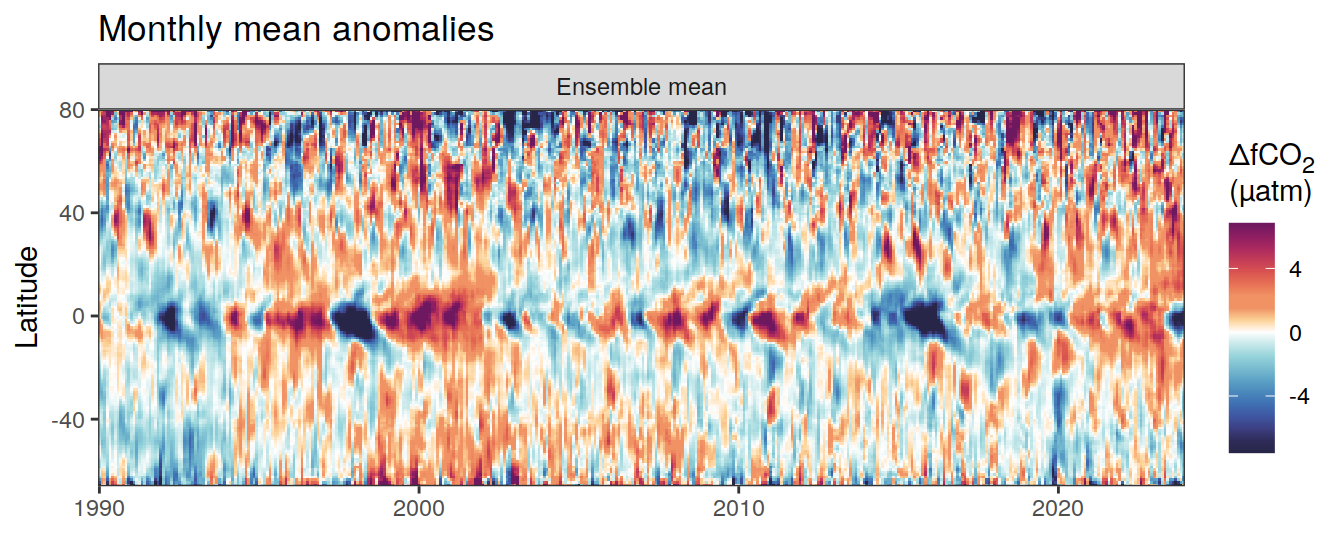 Monthly mean anomalies
Ensemble mean
80
40
0
-40
Latitude
1990 2000 2010 2020
ΔfCO₂
(µatm)
4
0
-4